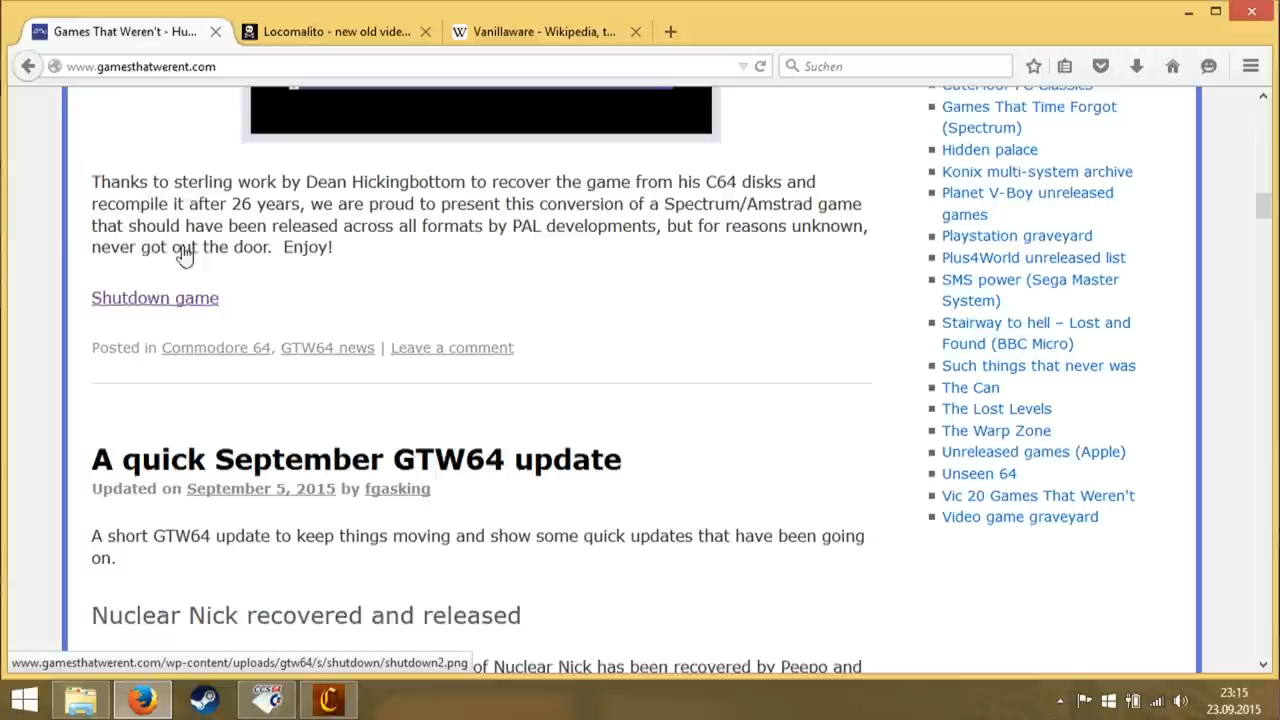 Games That Weren't - Hu...
Locomalito - new old vide...
W
Vanillaware - Wikipedia, t...
www.gamesthatwerent.com
Suchen
Games That Time Forgot
(Spectrum)
Hidden palace
Konix multi-system archive
Planet V-Boy unreleased
games
Playstation graveyard
Plus4World unreleased list
SMS power (Sega Master
System)
Stairway to hell – Lost and
Found (BBC Micro)
Such things that never was
The Can
The Lost Levels
The Warp Zone
Unreleased games (Apple)
Unseen 64
Vic 20 Games That Weren't
Video game graveyard
Thanks to sterling work by Dean Hickingbottom to recover the game from his C64 disks and
recompile it after 26 years, we are proud to present this conversion of a Spectrum/Amstrad game
that should have been released across all formats by PAL developments, but for reasons unknown,
never got out the door.  Enjoy!
Shutdown game
Posted in Commodore 64, GTW64 news | Leave a comment
A quick September GTW64 update
Updated on September 5, 2015 by fgasking
A short GTW64 update to keep things moving and show some quick updates that have been going
on.
Nuclear Nick recovered and released
of Nuclear Nick has been recovered by Peepo and
www.gamesthatwerent.com/wp-content/uploads/gtw64/s/shutdown/shutdown2.png
CCS64
C
23:15
23.09.2015